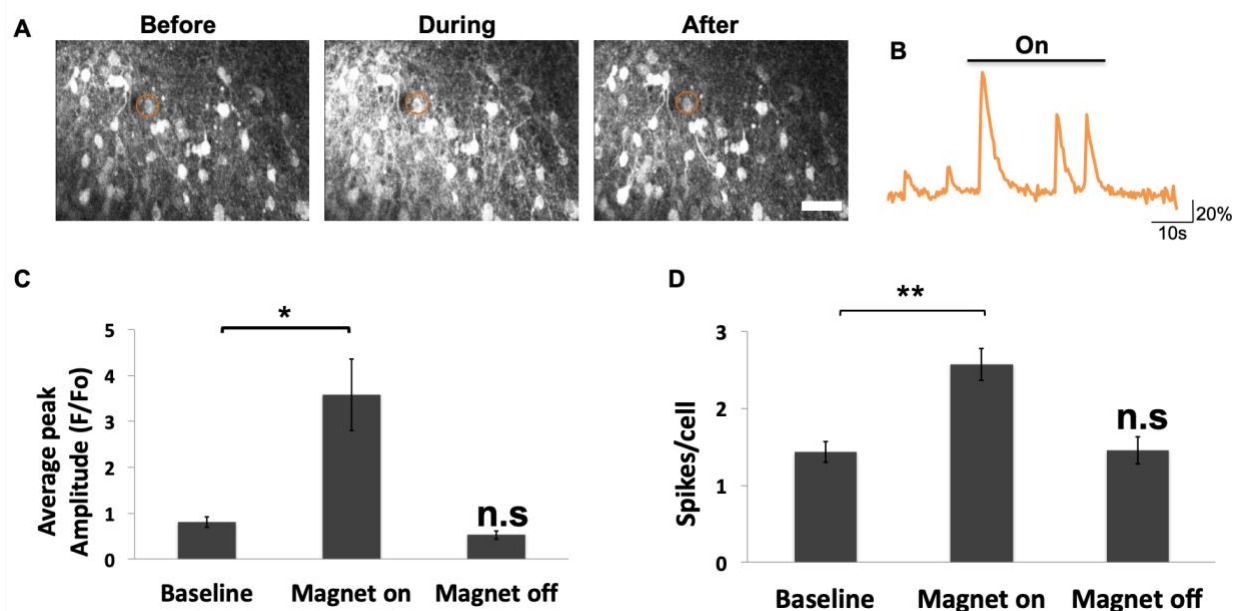 A
Before
During
After
B
On
20%
10s
C
*
5
4
3
2
1
0
Average peak
Amplitude (F/Fo)
n.s
Baseline
Magnet on
Magnet off
D
**
3
2
1
0
Spikes/cell
n.s
Baseline
Magnet on
Magnet off